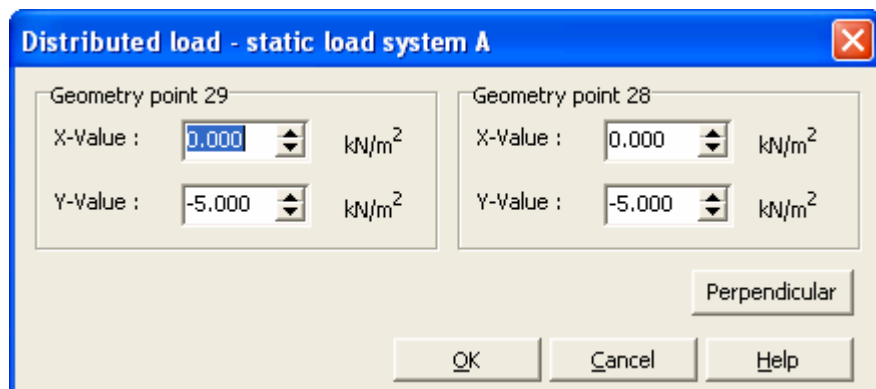 Distributed load - static load system A
Geometry point 29
X-Value : 0.000 kN/m²
Y-Value : -5.000 kN/m²
Geometry point 28
X-Value : 0.000 kN/m²
Y-Value : -5.000 kN/m²
Perpendicular
OK Cancel Help